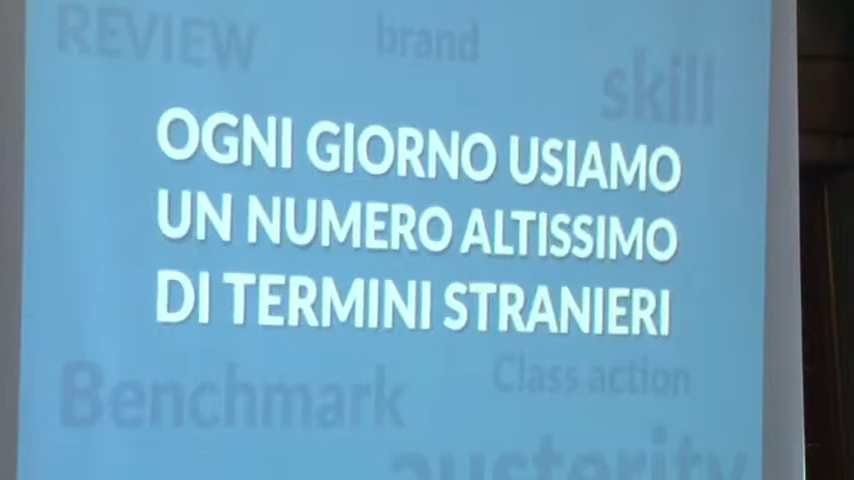 REVIEW
brand
skill
OGNI GIORNO USIAMO
UN NUMERO ALTISSIMO
DI TERMINI STRANIERI
Benchmark
Class action
austerity